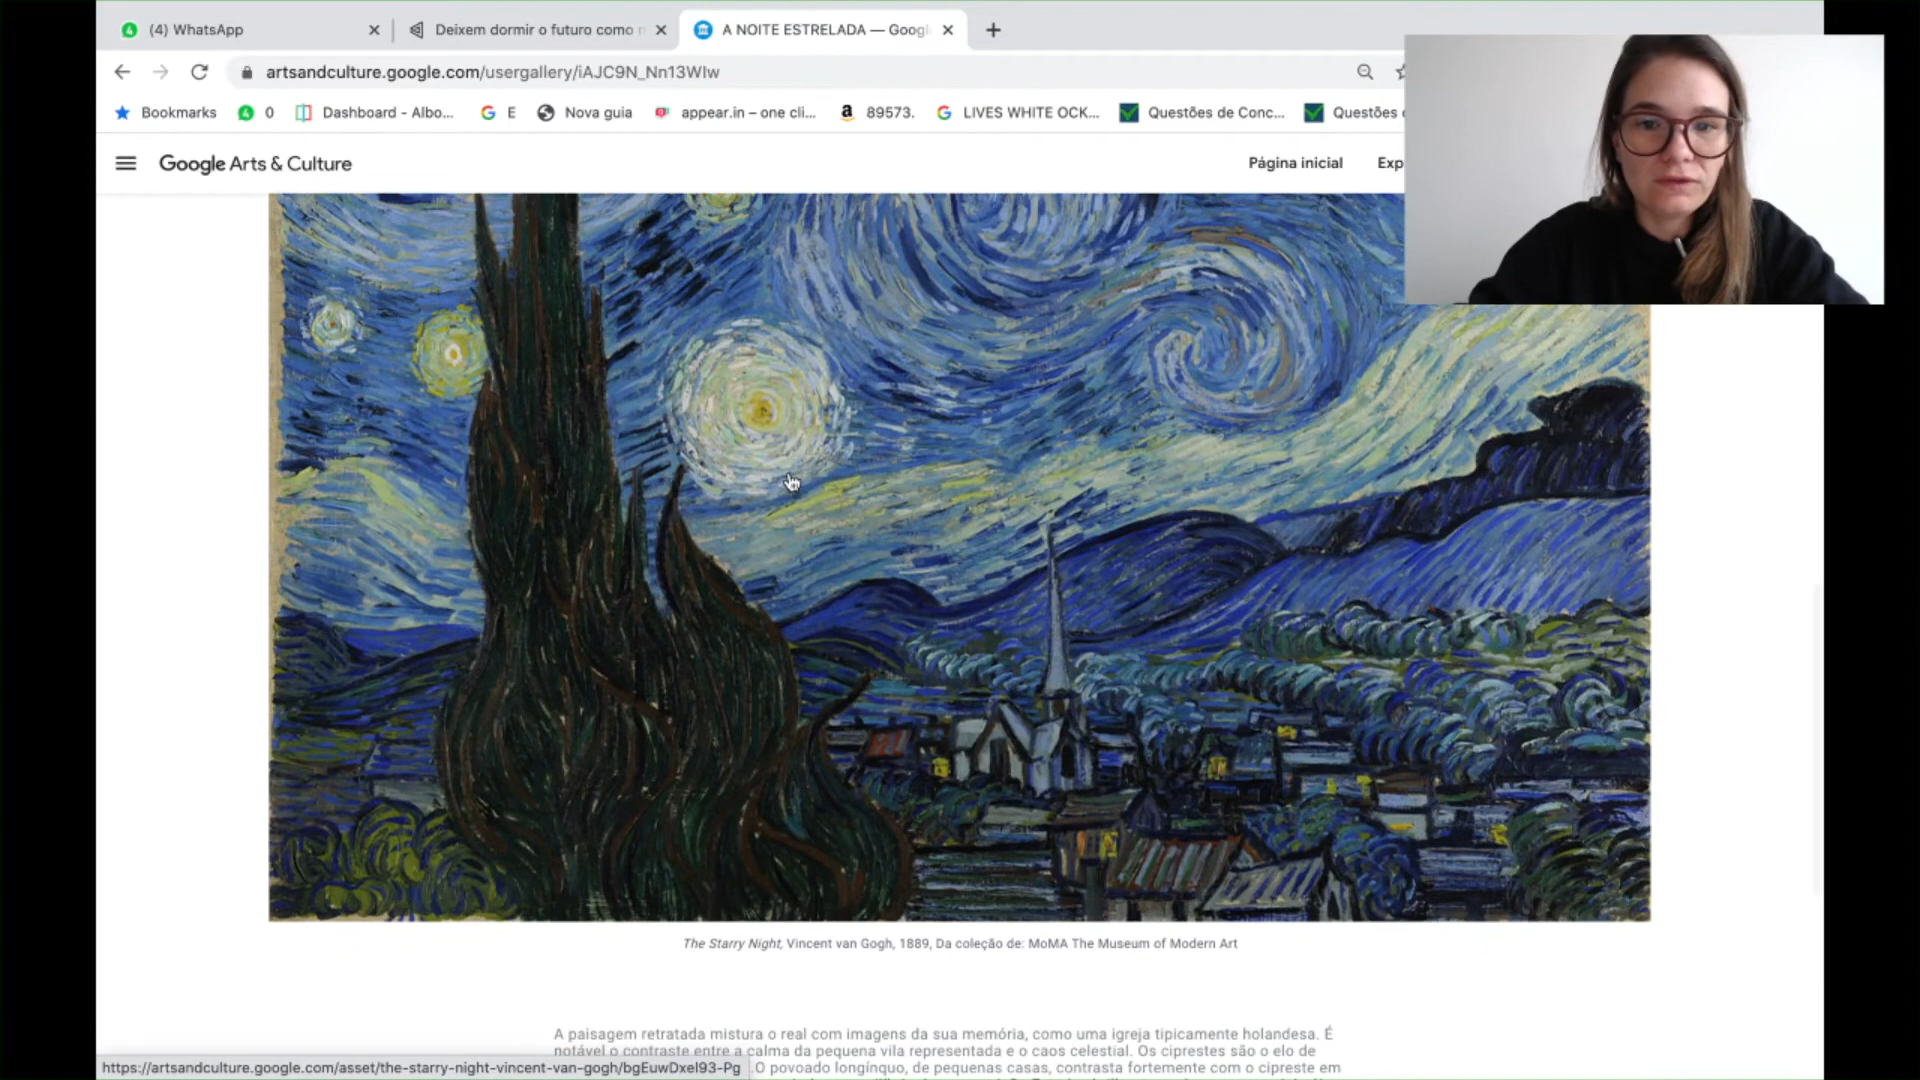 (4) WhatsApp
Deixem dormir o futuro como
A NOITE ESTRELADA — Googl
artsandculture.google.com/usergallery/iAJC9N_Nn13WIw
Bookmarks 0 Dashboard - Albo... E Nova guia appear.in – one cli... 89573. LIVES WHITE OCK... Questões de Conc... Questões
Google Arts & Culture
Página inicial Exp
The Starry Night, Vincent van Gogh, 1889, Da coleção de: MoMA The Museum of Modern Art
A paisagem retratada mistura o real com imagens da sua memória, como uma igreja tipicamente holandesa. É
notável o contraste entre a calma da pequena vila representada e o caos celestial. Os ciprestes são o elo de
.O povoado longínquo, de pequenas casas, contrasta fortemente com o cipreste em
https://artsandculture.google.com/asset/the-starry-night-vincent-van-gogh/bgEuwDxel93-Pg